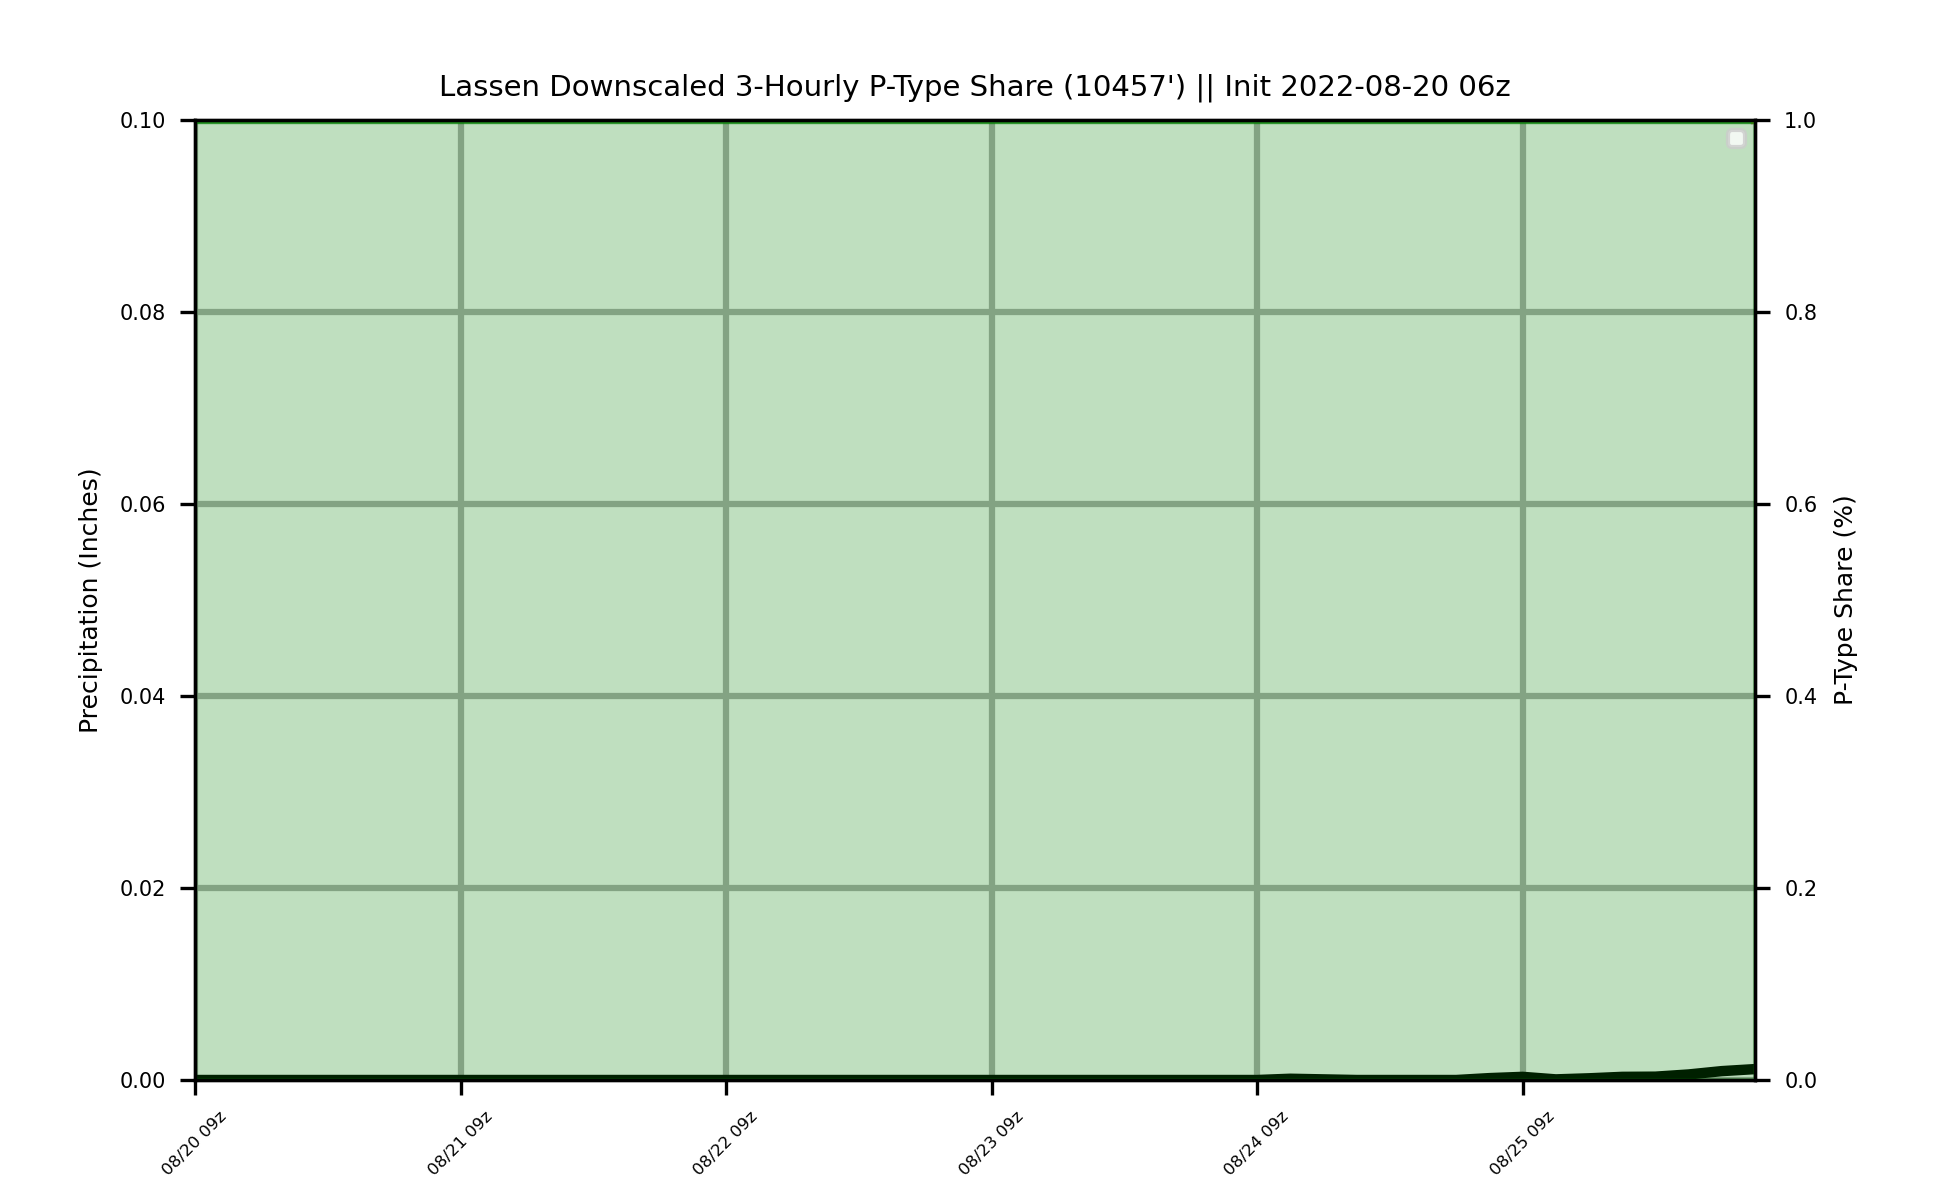 Lassen Downscaled 3-Hourly P-Type Share (10457') || Init 2022-08-20 06z
Precipitation (Inches)
0.10
0.08
0.06
0.04
0.02
0.00
1.0
0.8
0.6
0.4
0.2
0.0
P-Type Share (%)
08/20 09z
08/21 09z
08/22 09z
08/23 09z
08/24 09z
08/25 09z